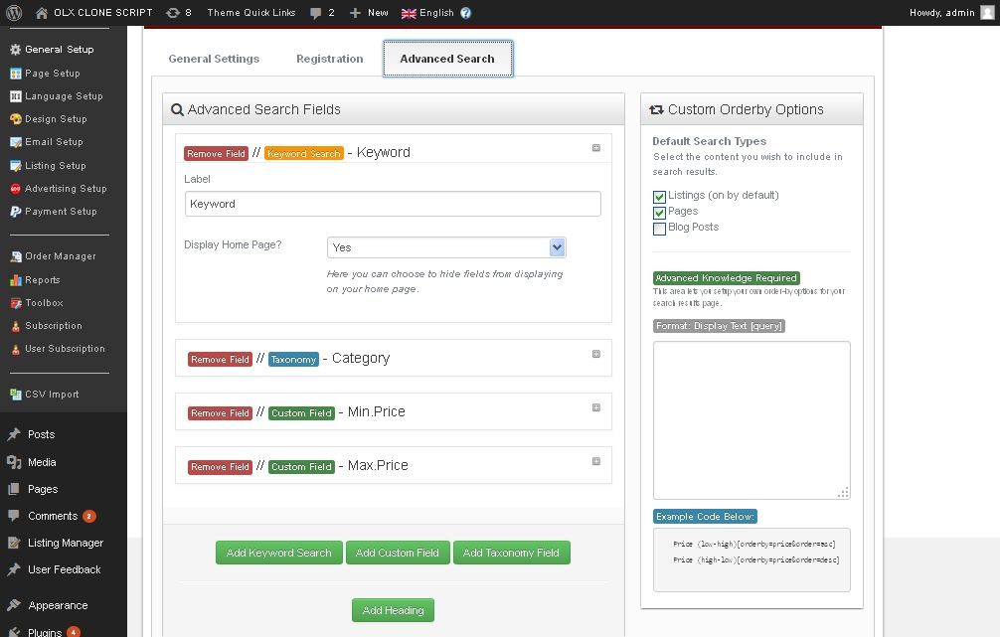 OLX CLONE SCRIPT 8 Theme Quick Links 2 New English Howdy, admin
General Setup
Page Setup
Language Setup
Design Setup
Email Setup
Listing Setup
Advertising Setup
Payment Setup
Order Manager
Reports
Toolbox
Subscription
User Subscription
CSV Import
Posts
Media
Pages
Comments 2
Listing Manager
User Feedback
Appearance
Plugins 4
General Settings Registration Advanced Search
Advanced Search Fields
Remove Field // Keyword Search - Keyword
Label
Keyword
Display Home Page? Yes
Here you can choose to hide fields from displaying
on your home page.
Remove Field // Taxonomy - Category
Remove Field // Custom Field - Min.Price
Remove Field // Custom Field - Max.Price
Add Keyword Search Add Custom Field Add Taxonomy Field
Add Heading
Custom Orderby Options
Default Search Types
Select the content you wish to include in
search results.
Listings (on by default)
Pages
Blog Posts
Advanced Knowledge Required
This area lets you setup your own order-by options for your
search results page.
Format: Display Text [query]
Example Code Below:
Price (low-high)[orderby=price&order=asc]
Price (high-low)[orderby=price&order=desc]